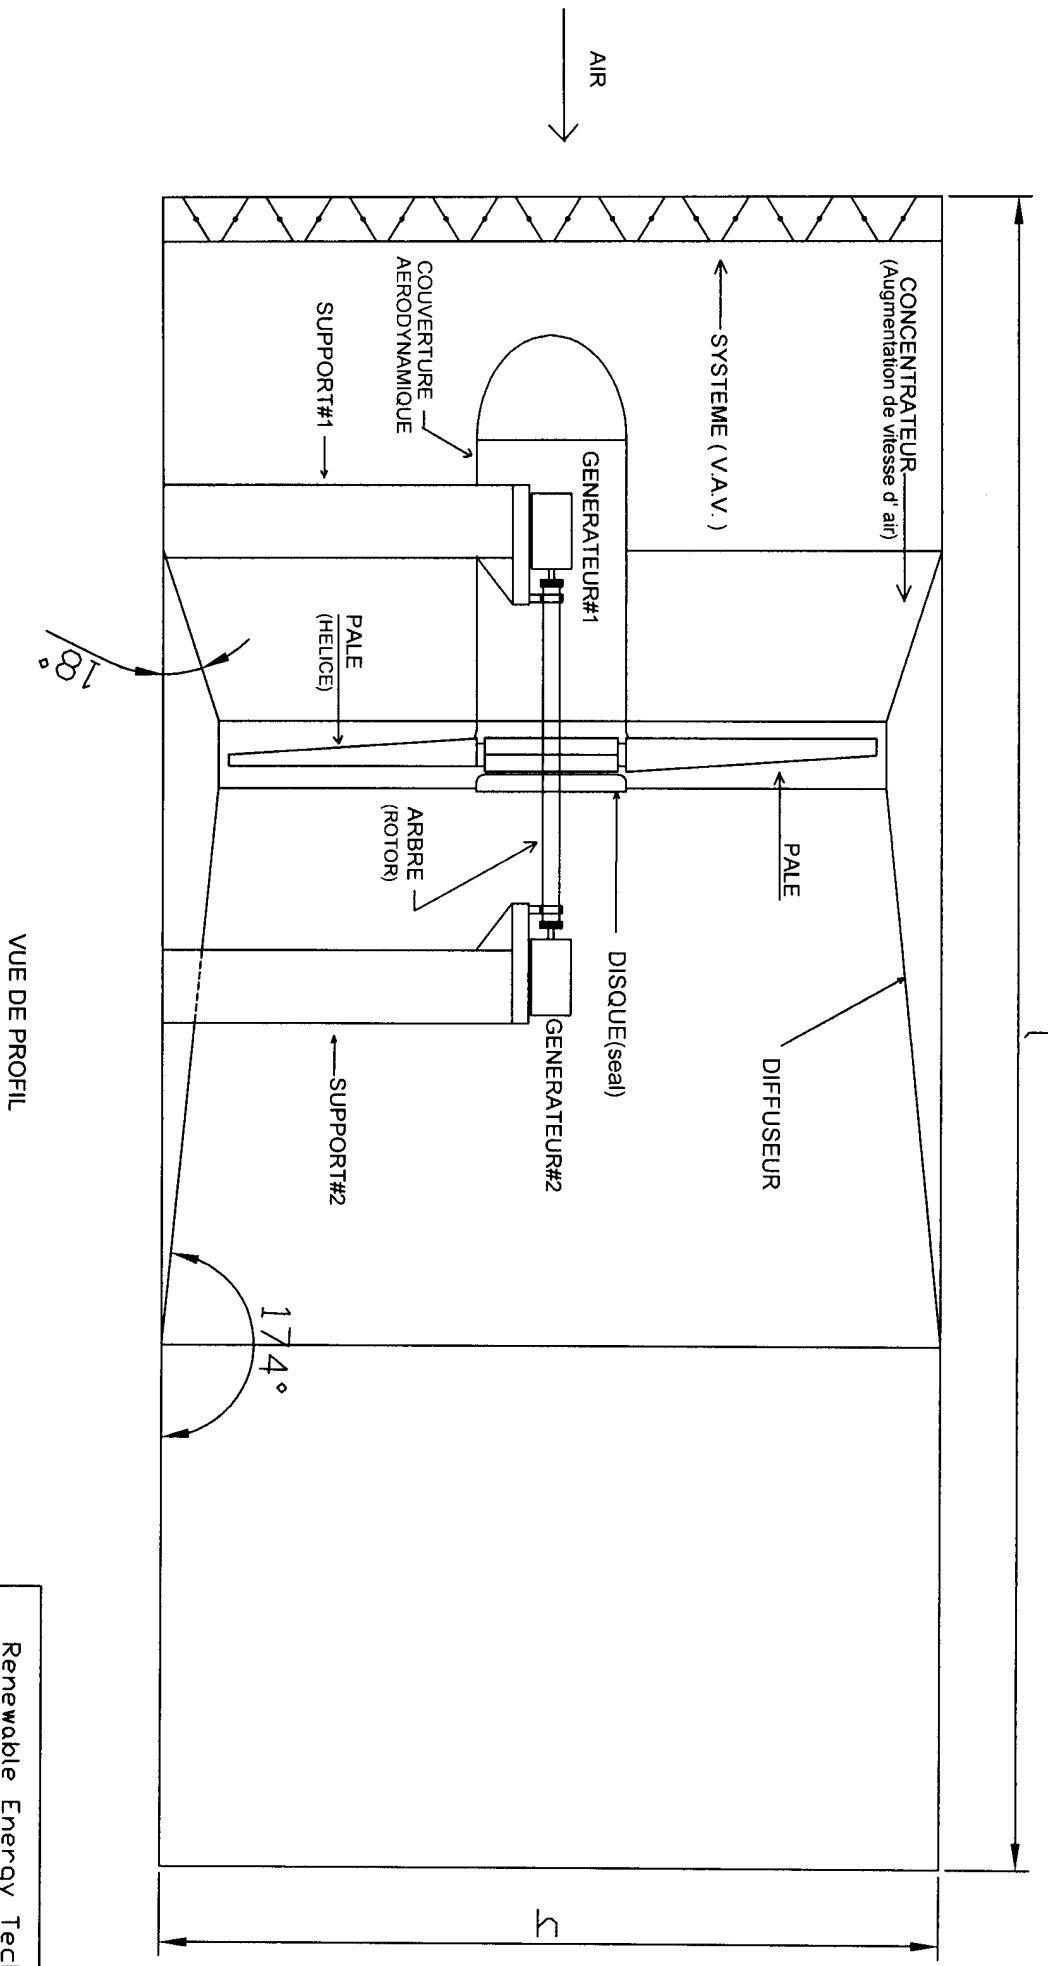 AIR
CONCENTRATEUR
(Augmentation de vitesse d' air)
SYSTEME ( V.A.V. )
COUVERTURE
AERODYNAMIQUE
SUPPORT#1
GENERATEUR#1
PALE
(HELICE)
18°
PALE
ARBRE
(ROTOR)
DISQUE(seal)
GENERATEUR#2
DIFFUSEUR
SUPPORT#2
174°
h
VUE DE PROFIL
Renewable Energy